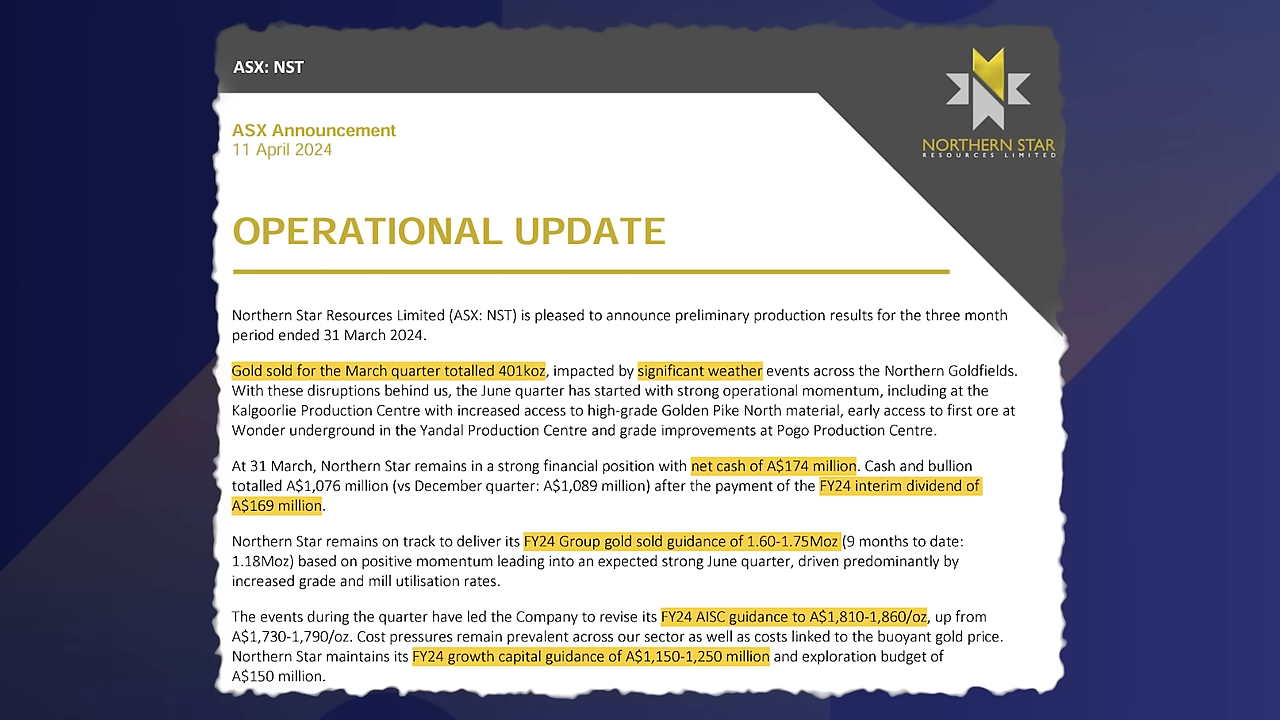 ASX: NST
NORTHERN STAR
RESOURCES LIMITED
ASX Announcement
11 April 2024
OPERATIONAL UPDATE
Northern Star Resources Limited (ASX: NST) is pleased to announce preliminary production results for the three month
period ended 31 March 2024.
Gold sold for the March quarter totalled 401koz, impacted by significant weather events across the Northern Goldfields.
With these disruptions behind us, the June quarter has started with strong operational momentum, including at the
Kalgoorlie Production Centre with increased access to high-grade Golden Pike North material, early access to first ore at
Wonder underground in the Yandal Production Centre and grade improvements at Pogo Production Centre.
At 31 March, Northern Star remains in a strong financial position with net cash of A$174 million. Cash and bullion
totalled A$1,076 million (vs December quarter: A$1,089 million) after the payment of the FY24 interim dividend of
A$169 million.
Northern Star remains on track to deliver its FY24 Group gold sold guidance of 1.60-1.75Moz (9 months to date:
1.18Moz) based on positive momentum leading into an expected strong June quarter, driven predominantly by
increased grade and mill utilisation rates.
The events during the quarter have led the Company to revise its FY24 AISC guidance to A$1,810-1,860/oz, up from
A$1,730-1,790/oz. Cost pressures remain prevalent across our sector as well as costs linked to the buoyant gold price.
Northern Star maintains its FY24 growth capital guidance of A$1,150-1,250 million and exploration budget of
A$150 million.